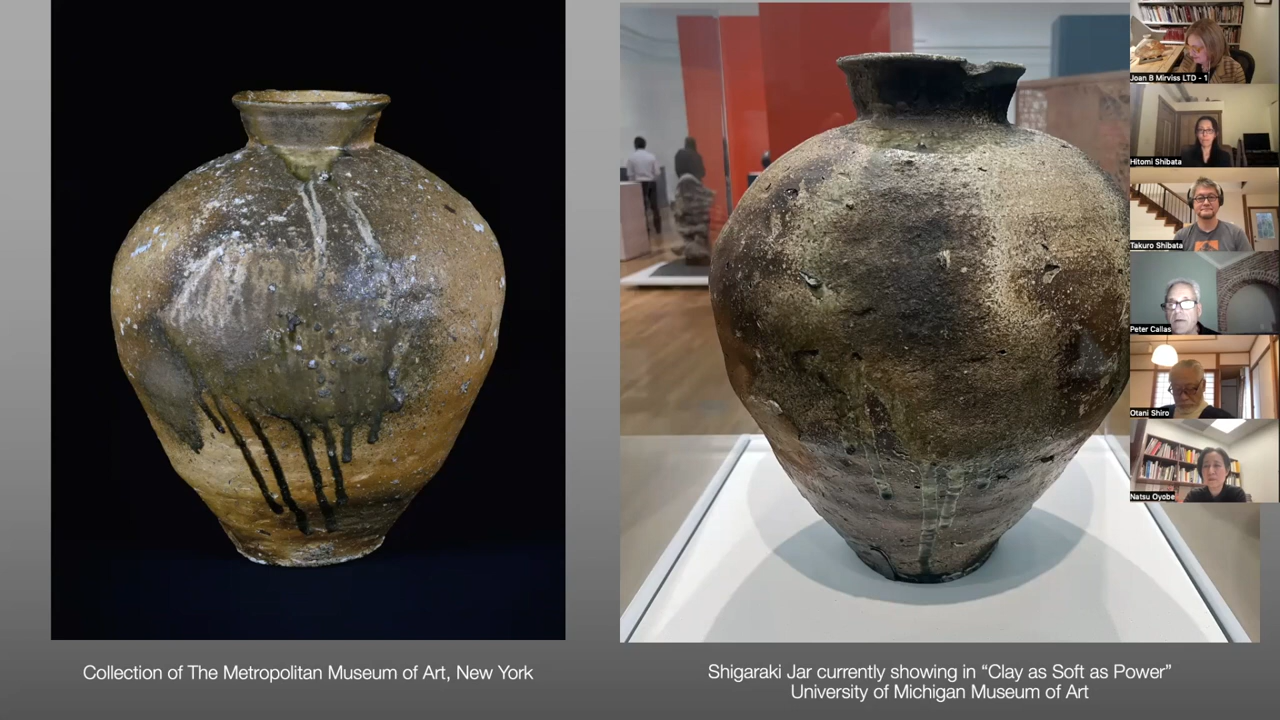 Joan B Mirviss LTD - 1
Hitomi Shibata
Takuro Shibata
Peter Callas
Otani Shiro
Natsu Oyobe
Collection of The Metropolitan Museum of Art, New York
Shigaraki Jar currently showing in “Clay as Soft as Power”
University of Michigan Museum of Art